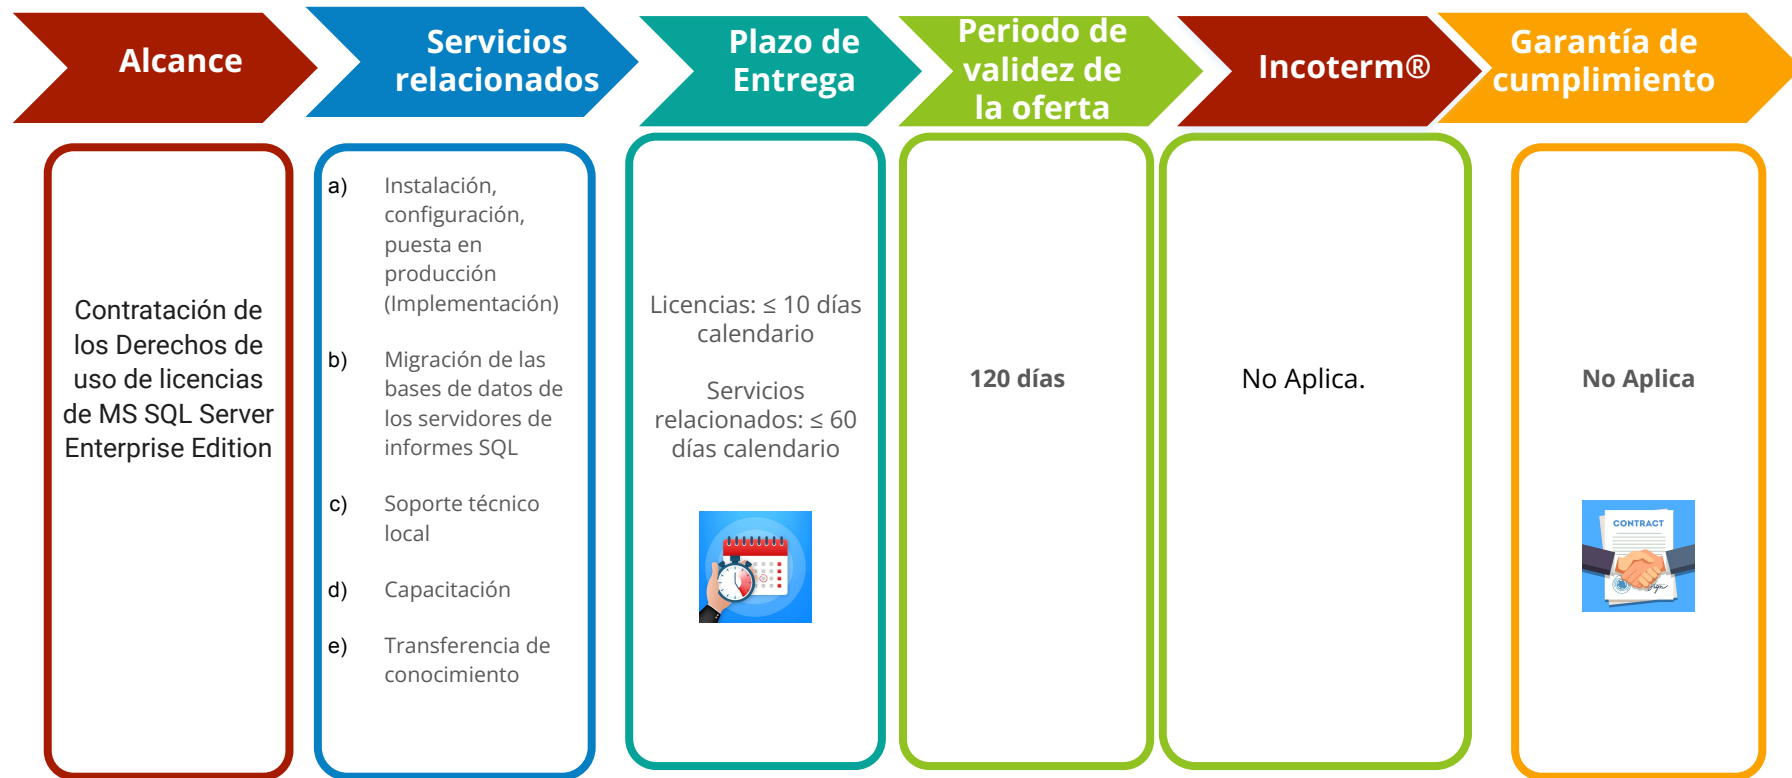 Alcance
Servicios
relacionados
Plazo de
Entrega
Periodo de
validez de
la oferta
Incoterm®
Garantía de
cumplimiento
Contratación de
los Derechos de
uso de licencias
de MS SQL Server
Enterprise Edition
a) Instalación,
configuración,
puesta en
producción
(Implementación)
b) Migración de las
bases de datos de
los servidores de
informes SQL
c) Soporte técnico
local
d) Capacitación
e) Transferencia de
conocimiento
Licencias: ≤ 10 días
calendario
Servicios
relacionados: ≤ 60
días calendario
120 días
No Aplica.
No Aplica
CONTRACT